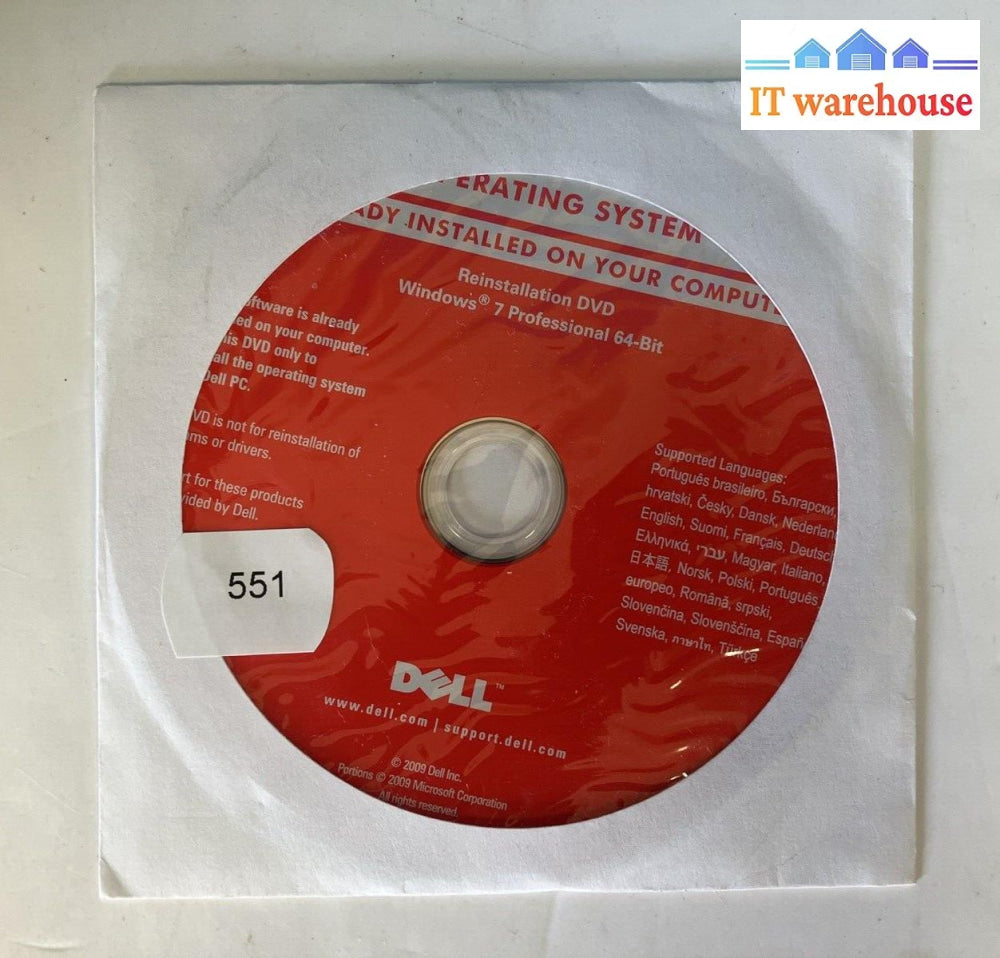 IT warehouse
ERATING SYSTEM
ADY INSTALLED ON YOUR COMPUT
Reinstallation DVD
Windows® 7 Professional 64-Bit
ftware is already
ed on your computer.
is DVD only to
all the operating system
Dell PC.
VD is not for reinstallation of
ms or drivers.
rt for these products
vided by Dell.
551
Supported Languages:
Português brasileiro, Български,
hrvatski, Česky, Dansk, Nederlan
English, Suomi, Français, Deutsch
Ελληνικά, עברי, Magyar, Italiano,
日本語, Norsk, Polski, Português
europeo, Română, srpski,
Slovenčina, Slovenščina, Españ
Svenska, ภาษาไทย, Türkçe
DELL™
www.dell.com | support.dell.com
© 2009 Dell Inc.
Portions © 2009 Microsoft Corporation
All rights reserved.